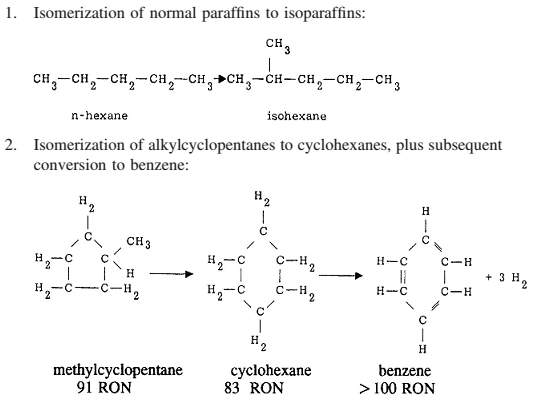 1. Isomerization of normal paraffins to isoparaffins:
CH3
CH3—CH2—CH2—CH2—CH3→CH3—CH—CH2—CH2—CH3
n-hexane isohexane
2. Isomerization of alkylcyclopentanes to cyclohexanes, plus subsequent
conversion to benzene:
H2 H2 H
C CH3 C C
H2—C C H2—C C—H2 H—C C—H
H + 3 H2
H2—C——C—H2 H2—C C—H2 H—C C—H
C C
H2 H
methylcyclopentane cyclohexane benzene
91 RON 83 RON > 100 RON